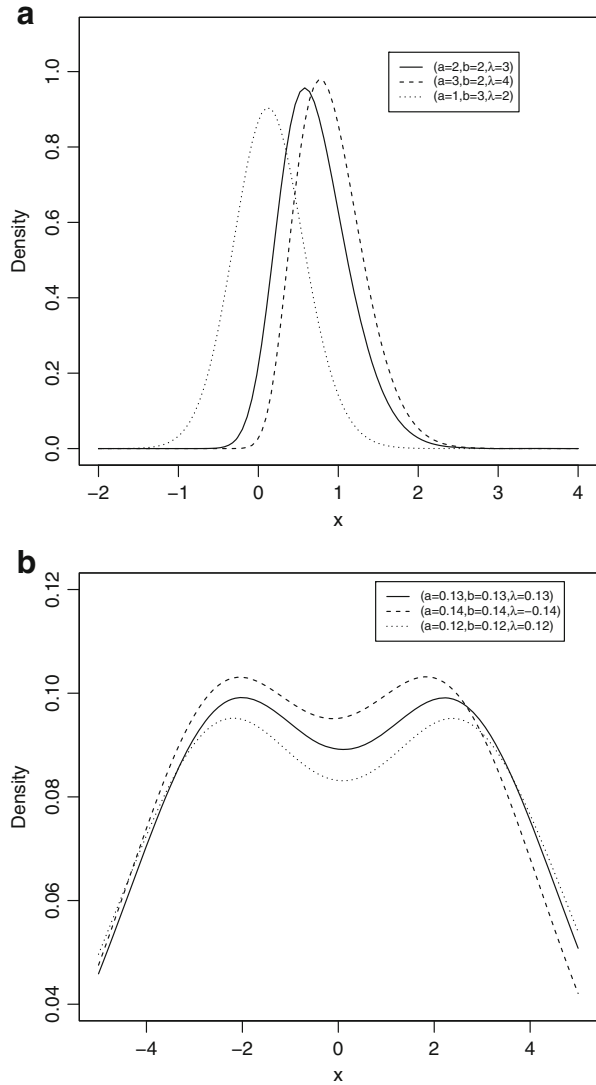 a
(a=2,b=2,λ=3)
(a=3,b=2,λ=4)
(a=1,b=3,λ=2)
Density
0.0 0.2 0.4 0.6 0.8 1.0
−2 −1 0 1 2 3 4
x
b
(a=0.13,b=0.13,λ=0.13)
(a=0.14,b=0.14,λ=−0.14)
(a=0.12,b=0.12,λ=0.12)
Density
0.04 0.06 0.08 0.10 0.12
−4 −2 0 2 4
x